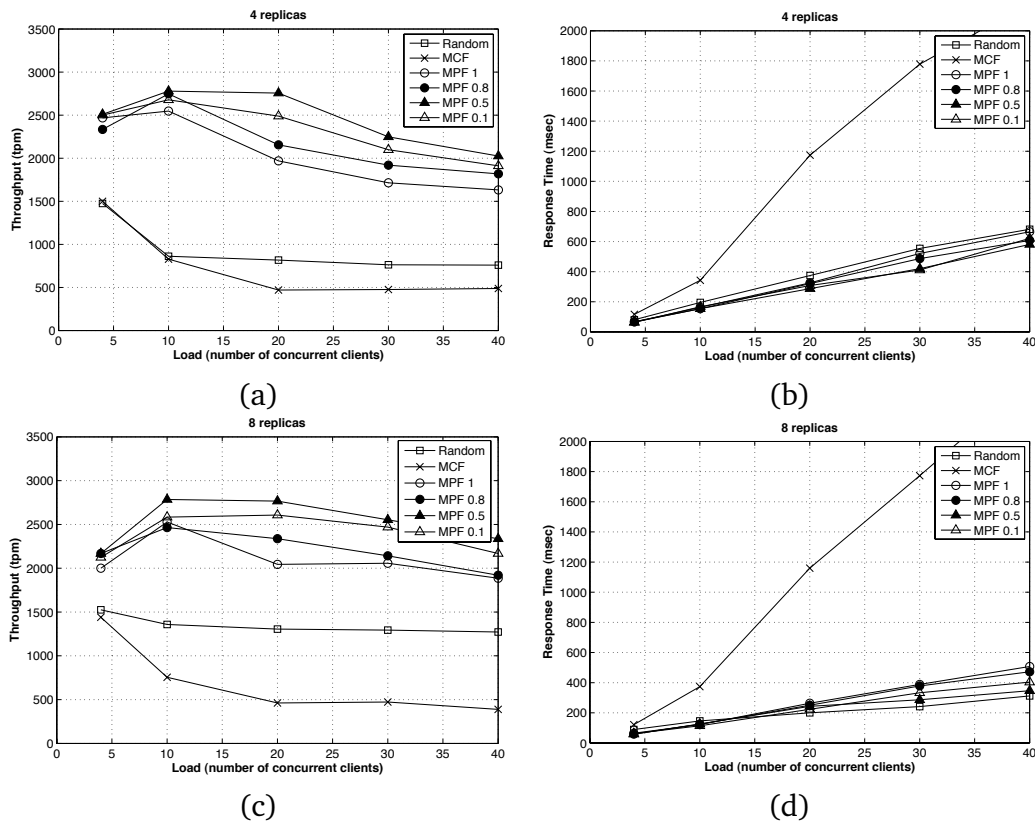 4 replicas
3500
3000
2500
2000
1500
1000
500
0
Throughput (tpm)
0 5 10 15 20 25 30 35 40
Load (number of concurrent clients)
Random
MCF
MPF 1
MPF 0.8
MPF 0.5
MPF 0.1
(a)
4 replicas
2000
1800
1600
1400
1200
1000
800
600
400
200
0
Response Time (msec)
0 5 10 15 20 25 30 35 40
Load (number of concurrent clients)
Random
MCF
MPF 1
MPF 0.8
MPF 0.5
MPF 0.1
(b)
8 replicas
3500
3000
2500
2000
1500
1000
500
0
Throughput (tpm)
0 5 10 15 20 25 30 35 40
Load (number of concurrent clients)
Random
MCF
MPF 1
MPF 0.8
MPF 0.5
MPF 0.1
(c)
8 replicas
2000
1800
1600
1400
1200
1000
800
600
400
200
0
Response Time (msec)
0 5 10 15 20 25 30 35 40
Load (number of concurrent clients)
Random
MCF
MPF 1
MPF 0.8
MPF 0.5
MPF 0.1
(d)